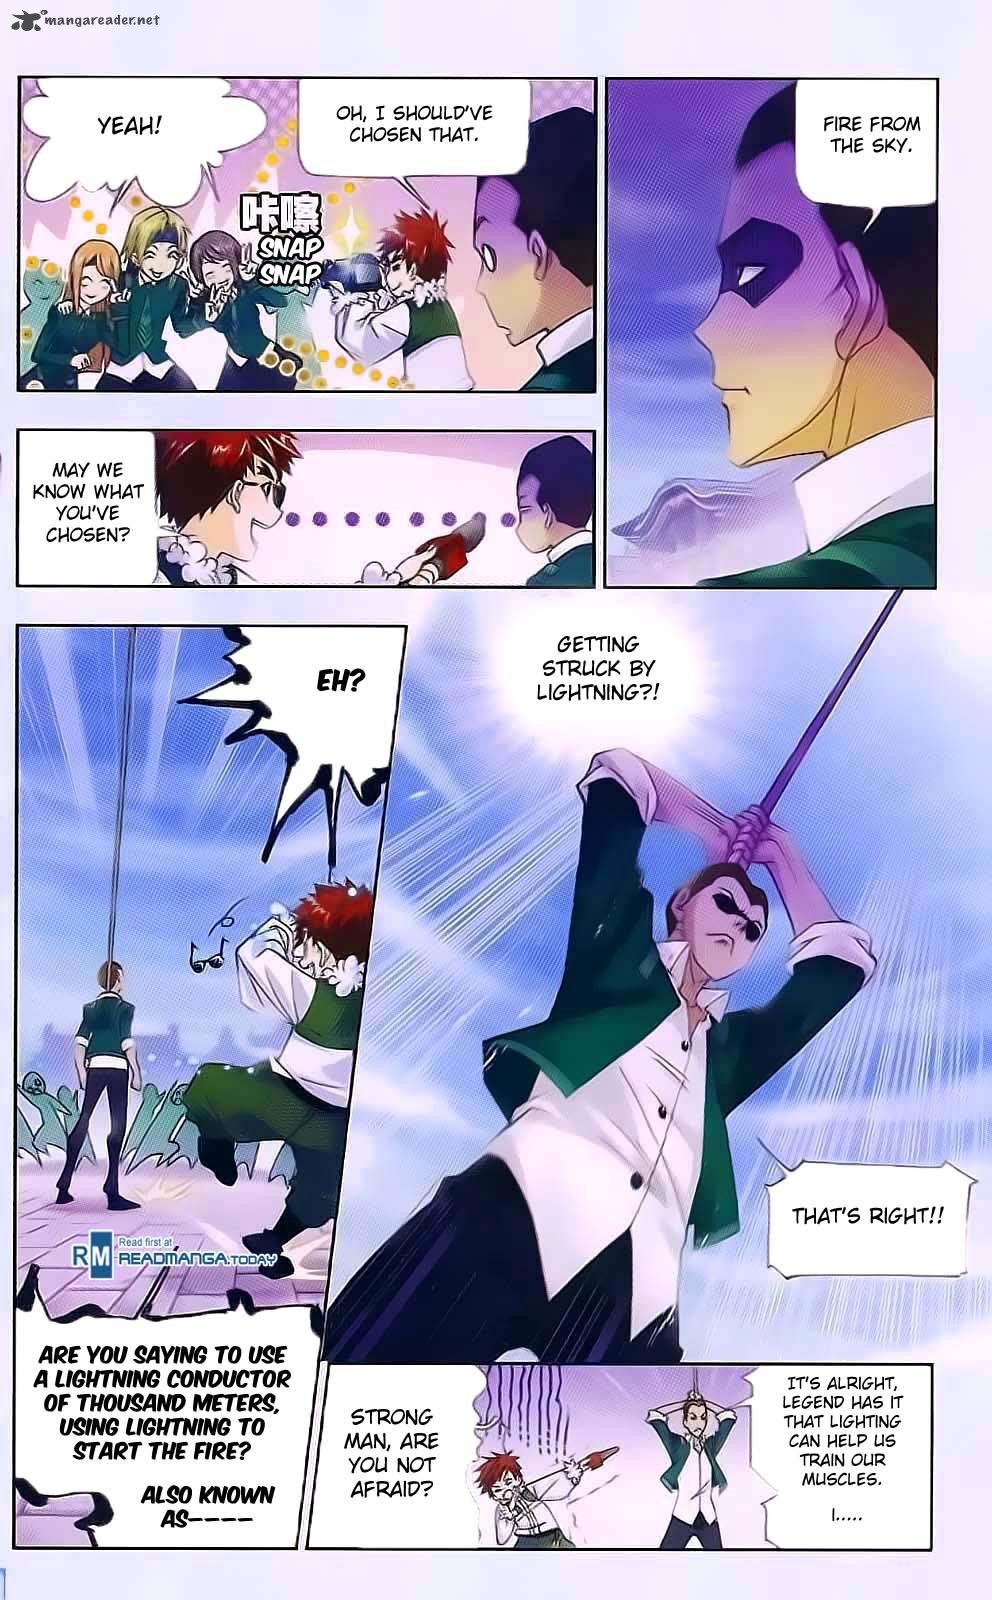 mangareader.net
FIRE FROM
THE SKY.
OH, I SHOULD'VE
CHOSEN THAT.
YEAH!
咔嚓
SNAP
SNAP
MAY WE
KNOW WHAT
YOU'VE
CHOSEN?
GETTING
STRUCK BY
LIGHTNING?!
THAT'S RIGHT!!
EH?
RM Read first at
READMANGA.TODAY
ARE YOU SAYING TO USE
A LIGHTNING CONDUCTOR
OF THOUSAND METERS,
USING LIGHTNING TO
START THE FIRE?
ALSO KNOWN
AS----
STRONG
MAN, ARE
YOU NOT
AFRAID?
IT'S ALRIGHT,
LEGEND HAS IT
THAT LIGHTING
CAN HELP US
TRAIN OUR
MUSCLES.
I.....